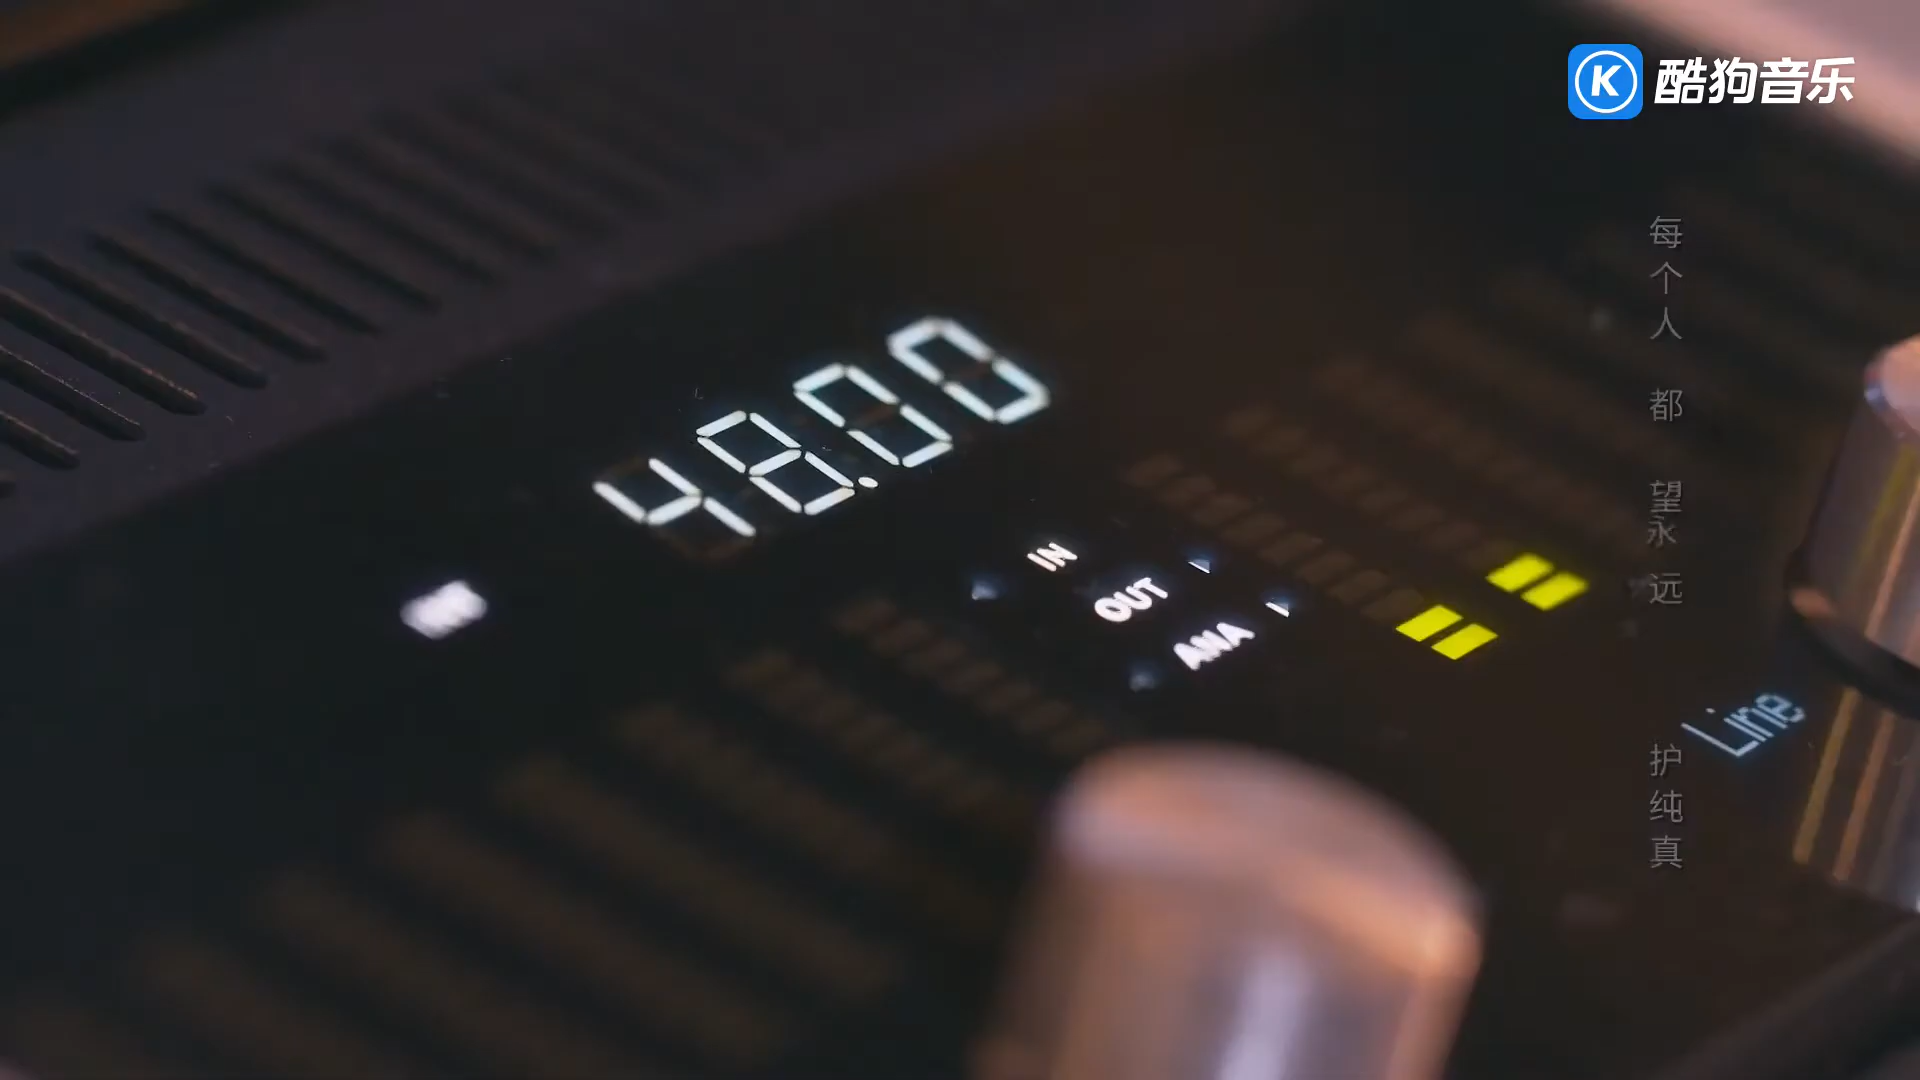 酷狗音乐
48.00
IN
OUT
ANA
Line
每个人 都 望永远 护纯真